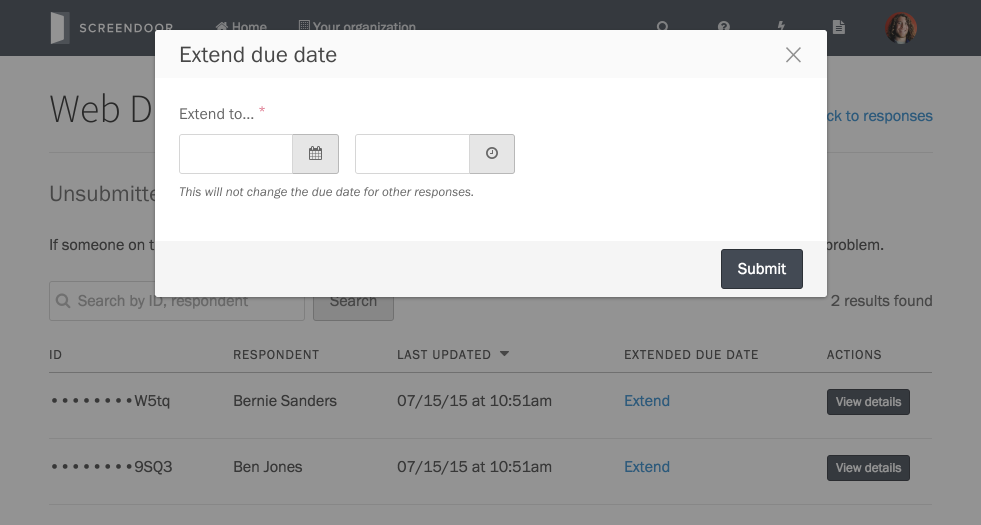 SCREENDOOR Home Your organization
Extend due date
Web D
ck to responses
Extend to... *
This will not change the due date for other responses.
Unsubmitte
If someone on t
problem.
Submit
Search by ID, respondent Search 2 results found
ID RESPONDENT LAST UPDATED EXTENDED DUE DATE ACTIONS
••••••••W5tq Bernie Sanders 07/15/15 at 10:51am Extend View details
••••••••9SQ3 Ben Jones 07/15/15 at 10:51am Extend View details